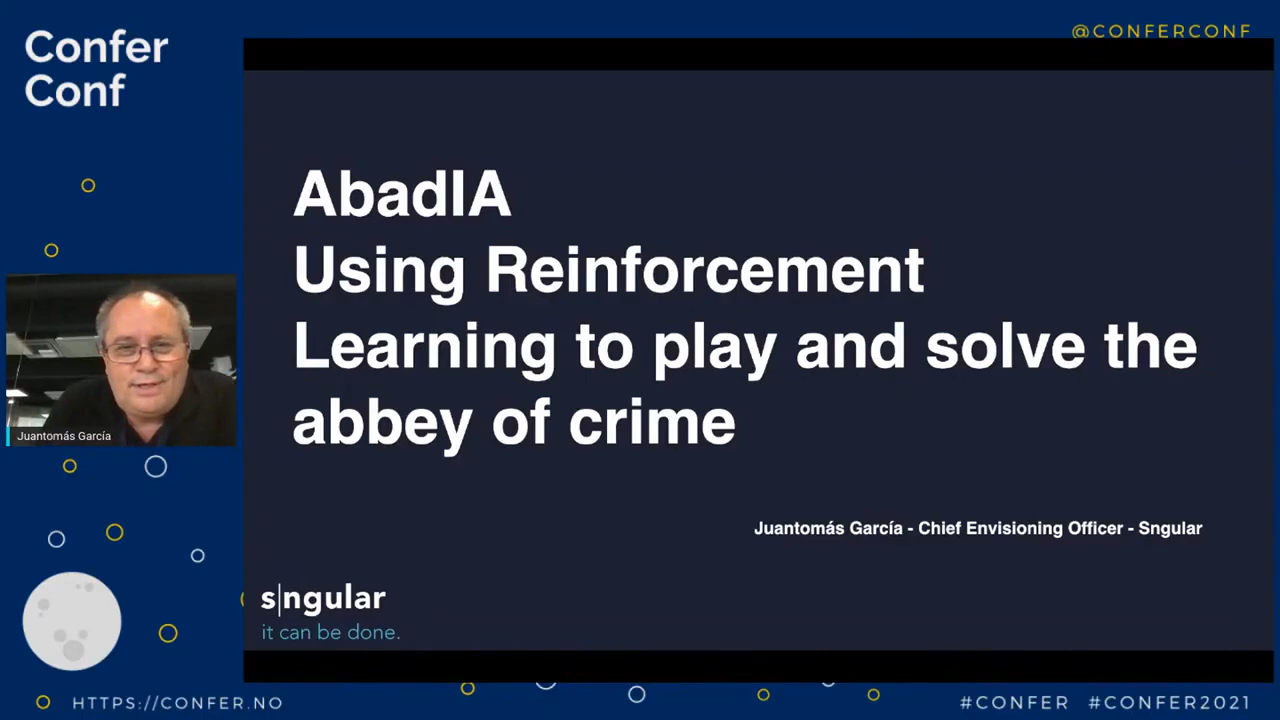 Confer
Conf
@CONFERCONF
AbadIA
Using Reinforcement
Learning to play and solve the
abbey of crime
Juantomás García
Juantomás García - Chief Envisioning Officer - Sngular
s|ngular
it can be done.
HTTPS://CONFER.NO
#CONFER #CONFER2021